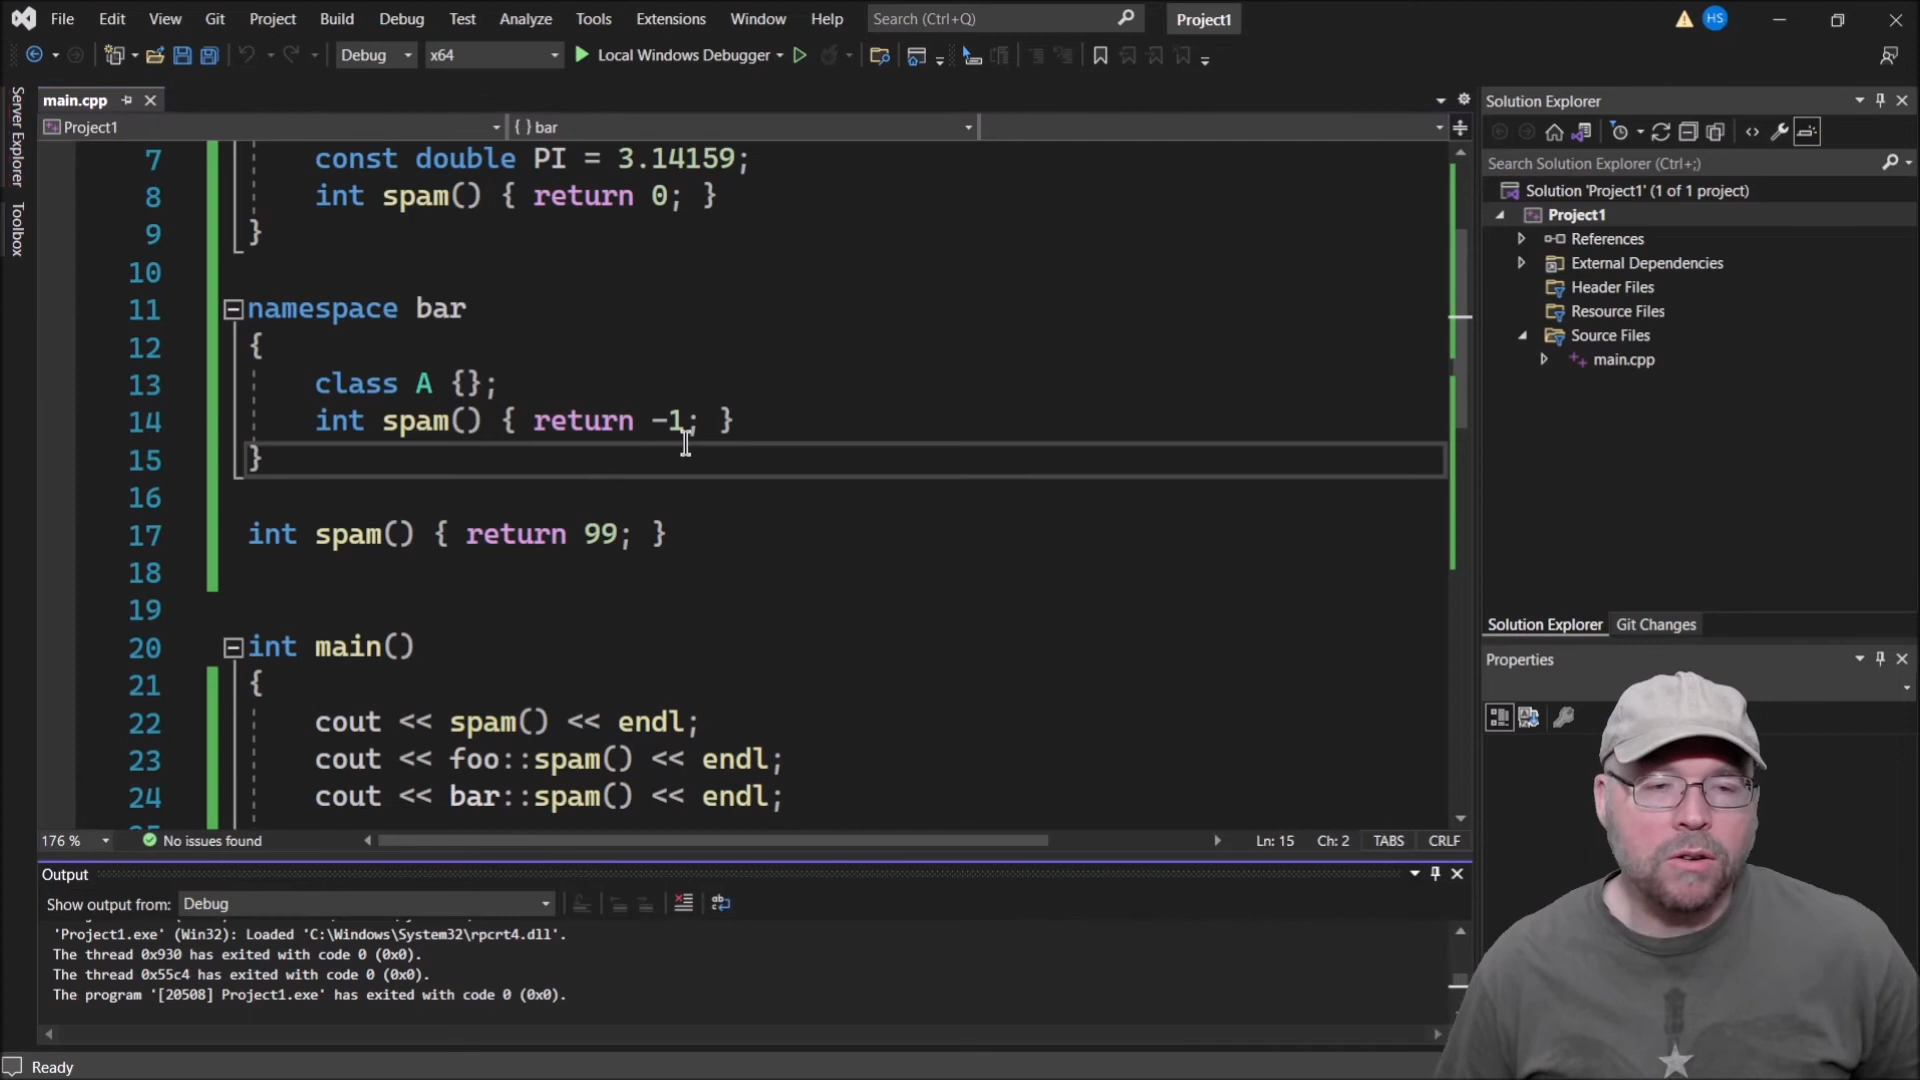 File Edit View Git Project Build Debug Test Analyze Tools Extensions Window Help Search (Ctrl+Q) Project1 HS
Debug x64 Local Windows Debugger
Server Explorer
Toolbox
main.cpp
Project1 { } bar
7 const double PI = 3.14159;
8 int spam() { return 0; }
9 }
10
11 namespace bar
12 {
13 class A {};
14 int spam() { return -1; }
15 }
16
17 int spam() { return 99; }
18
19
20 int main()
21 {
22 cout << spam() << endl;
23 cout << foo::spam() << endl;
24 cout << bar::spam() << endl;
176 % No issues found Ln: 15 Ch: 2 TABS CRLF
Output
Show output from: Debug
'Project1.exe' (Win32): Loaded 'C:\Windows\System32\rpcrt4.dll'.
The thread 0x930 has exited with code 0 (0x0).
The thread 0x55c4 has exited with code 0 (0x0).
The program '[20508] Project1.exe' has exited with code 0 (0x0).
Ready
Solution Explorer
Search Solution Explorer (Ctrl+;)
Solution 'Project1' (1 of 1 project)
Project1
References
External Dependencies
Header Files
Resource Files
Source Files
main.cpp
Solution Explorer Git Changes
Properties